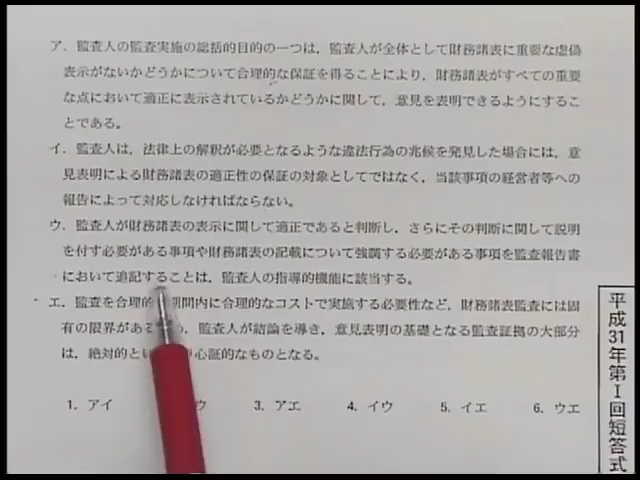 ア．監査人の監査実施の総括的目的の一つは，監査人が全体として財務諸表に重要な虚偽
表示がないかどうかについて合理的な保証を得ることにより，財務諸表がすべての重要
な点において適正に表示されているかどうかに関して，意見を表明できるようにするこ
とである。
イ．監査人は，法律上の解釈が必要となるような違法行為の兆候を発見した場合には，意
見表明による財務諸表の適正性の保証の対象としてではなく，当該事項の経営者等への
報告によって対応しなければならない。
ウ．監査人が財務諸表の表示に関して適正であると判断し，さらにその判断に関して説明
を付す必要がある事項や財務諸表の記載について強調する必要がある事項を監査報告書
において追記することは，監査人の指導的機能に該当する。
エ．監査を合理的 期間内に合理的なコストで実施する必要性など，財務諸表監査には固
有の限界がある め，監査人が結論を導き，意見表明の基礎となる監査証拠の大部分
は，絶対的と 心証的なものとなる。
1．アイ ウ 3．アエ 4．イウ 5．イエ 6．ウエ
平成31年第Ⅰ回短答式